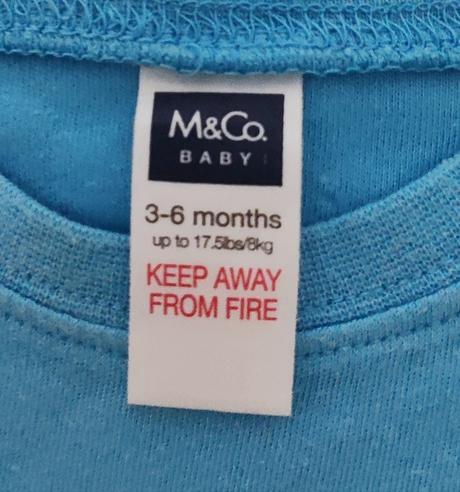 M&Co.
BABY
3-6 months
up to 17.5lbs/8kg
KEEP AWAY
FROM FIRE